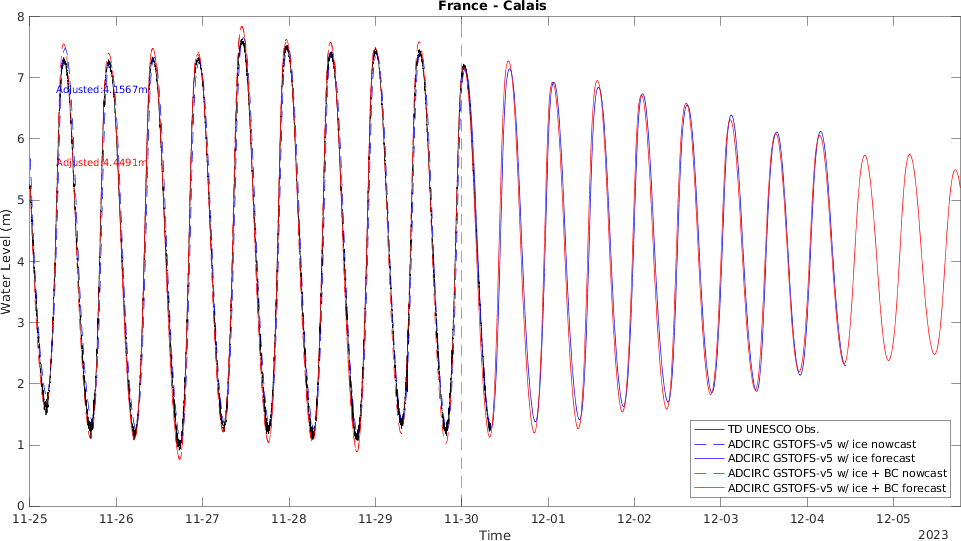 France - Calais
8
7
6
5
4
3
2
1
0
Water Level (m)
Adjusted:4.1567m
Adjusted:4.4491m
TD UNESCO Obs.
ADCIRC GSTOFS-v5 w/ ice nowcast
ADCIRC GSTOFS-v5 w/ ice forecast
ADCIRC GSTOFS-v5 w/ ice + BC nowcast
ADCIRC GSTOFS-v5 w/ ice + BC forecast
11-25 11-26 11-27 11-28 11-29 11-30 12-01 12-02 12-03 12-04 12-05
Time
2023